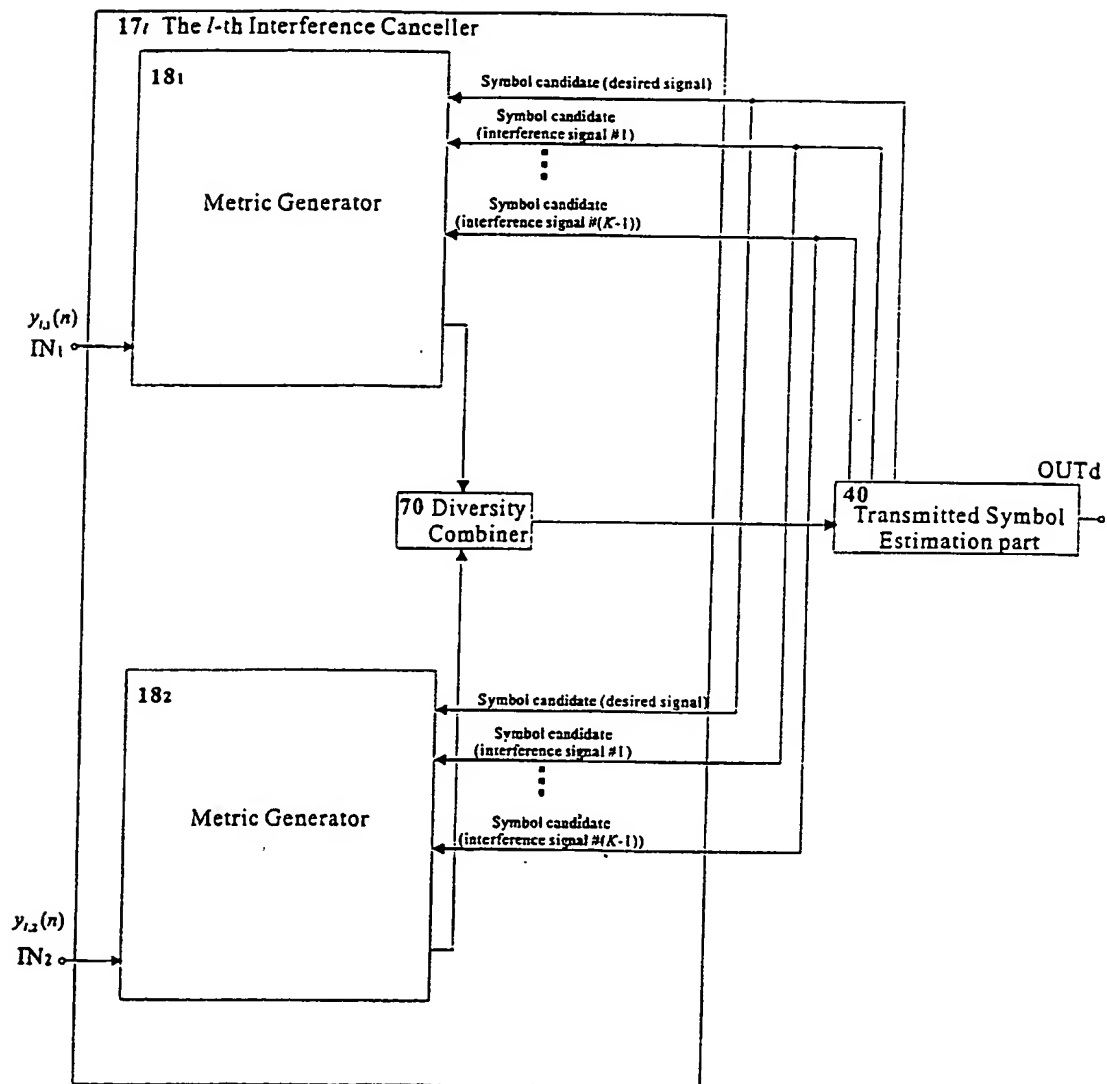 17l The l-th Interference Canceller
181
Symbol candidate (desired signal)
Symbol candidate
(interference signal #1)
Metric Generator
Symbol candidate
(interference signal #(K-1))
yl,1(n)
IN1
OUTd
70 Diversity
Combiner
40
Transmitted Symbol
Estimation part
182
Symbol candidate (desired signal)
Symbol candidate
(interference signal #1)
Metric Generator
Symbol candidate
(interference signal #(K-1))
yl,2(n)
IN2